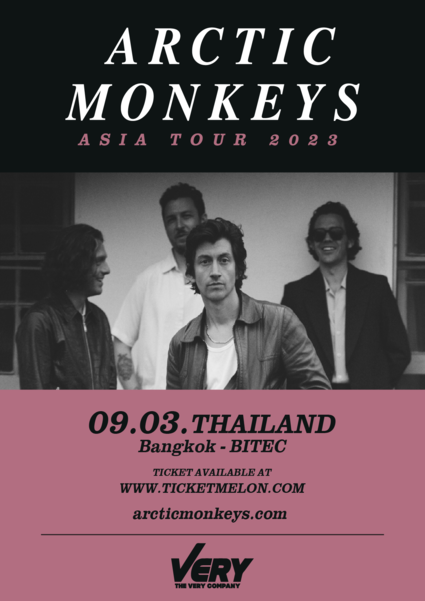 ARCTIC
MONKEYS
ASIA TOUR 2023
09.03.THAILAND
Bangkok - BITEC
TICKET AVAILABLE AT
WWW.TICKETMELON.COM
arcticmonkeys.com
VERY
THE VERY COMPANY